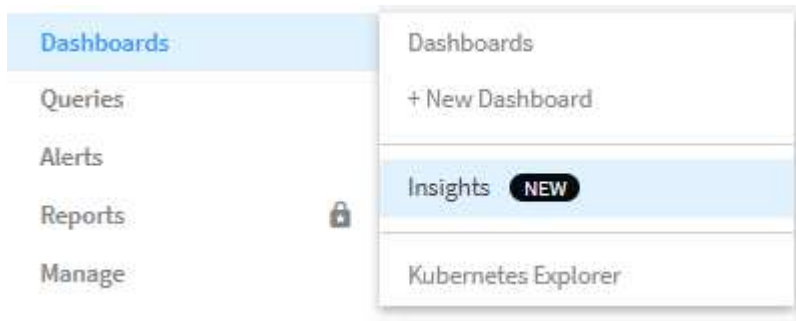 Dashboards
Queries
Alerts
Reports
Manage
Dashboards
+ New Dashboard
Insights NEW
Kubernetes Explorer